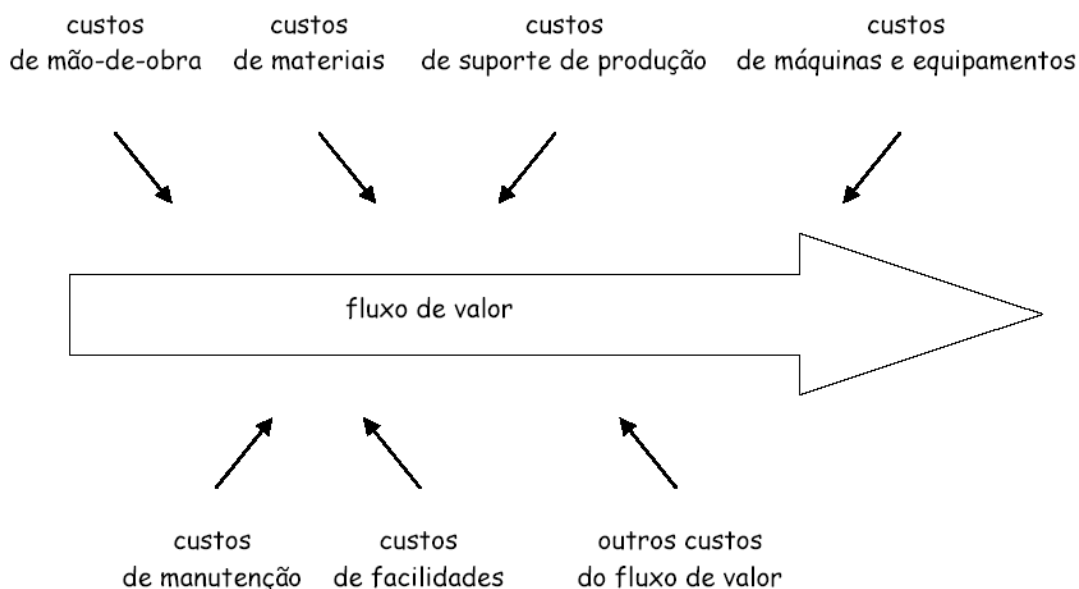 custos
de mão-de-obra
custos
de materiais
custos
de suporte de produção
custos
de máquinas e equipamentos
fluxo de valor
custos
de manutenção
custos
de facilidades
outros custos
do fluxo de valor